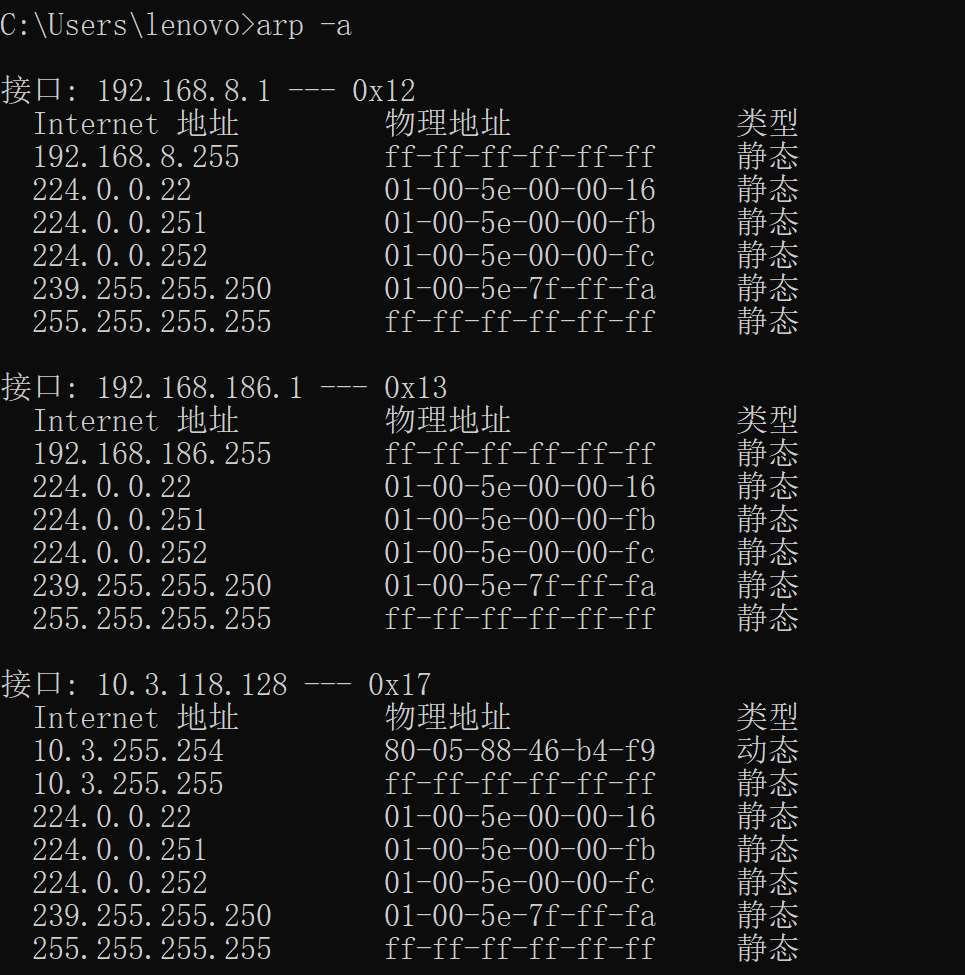 C:\Users\lenovo>arp -a
接口: 192.168.8.1 --- 0x12
Internet 地址 物理地址 类型
192.168.8.255 ff-ff-ff-ff-ff-ff 静态
224.0.0.22 01-00-5e-00-00-16 静态
224.0.0.251 01-00-5e-00-00-fb 静态
224.0.0.252 01-00-5e-00-00-fc 静态
239.255.255.250 01-00-5e-7f-ff-fa 静态
255.255.255.255 ff-ff-ff-ff-ff-ff 静态
接口: 192.168.186.1 --- 0x13
Internet 地址 物理地址 类型
192.168.186.255 ff-ff-ff-ff-ff-ff 静态
224.0.0.22 01-00-5e-00-00-16 静态
224.0.0.251 01-00-5e-00-00-fb 静态
224.0.0.252 01-00-5e-00-00-fc 静态
239.255.255.250 01-00-5e-7f-ff-fa 静态
255.255.255.255 ff-ff-ff-ff-ff-ff 静态
接口: 10.3.118.128 --- 0x17
Internet 地址 物理地址 类型
10.3.255.254 80-05-88-46-b4-f9 动态
10.3.255.255 ff-ff-ff-ff-ff-ff 静态
224.0.0.22 01-00-5e-00-00-16 静态
224.0.0.251 01-00-5e-00-00-fb 静态
224.0.0.252 01-00-5e-00-00-fc 静态
239.255.255.250 01-00-5e-7f-ff-fa 静态
255.255.255.255 ff-ff-ff-ff-ff-ff 静态